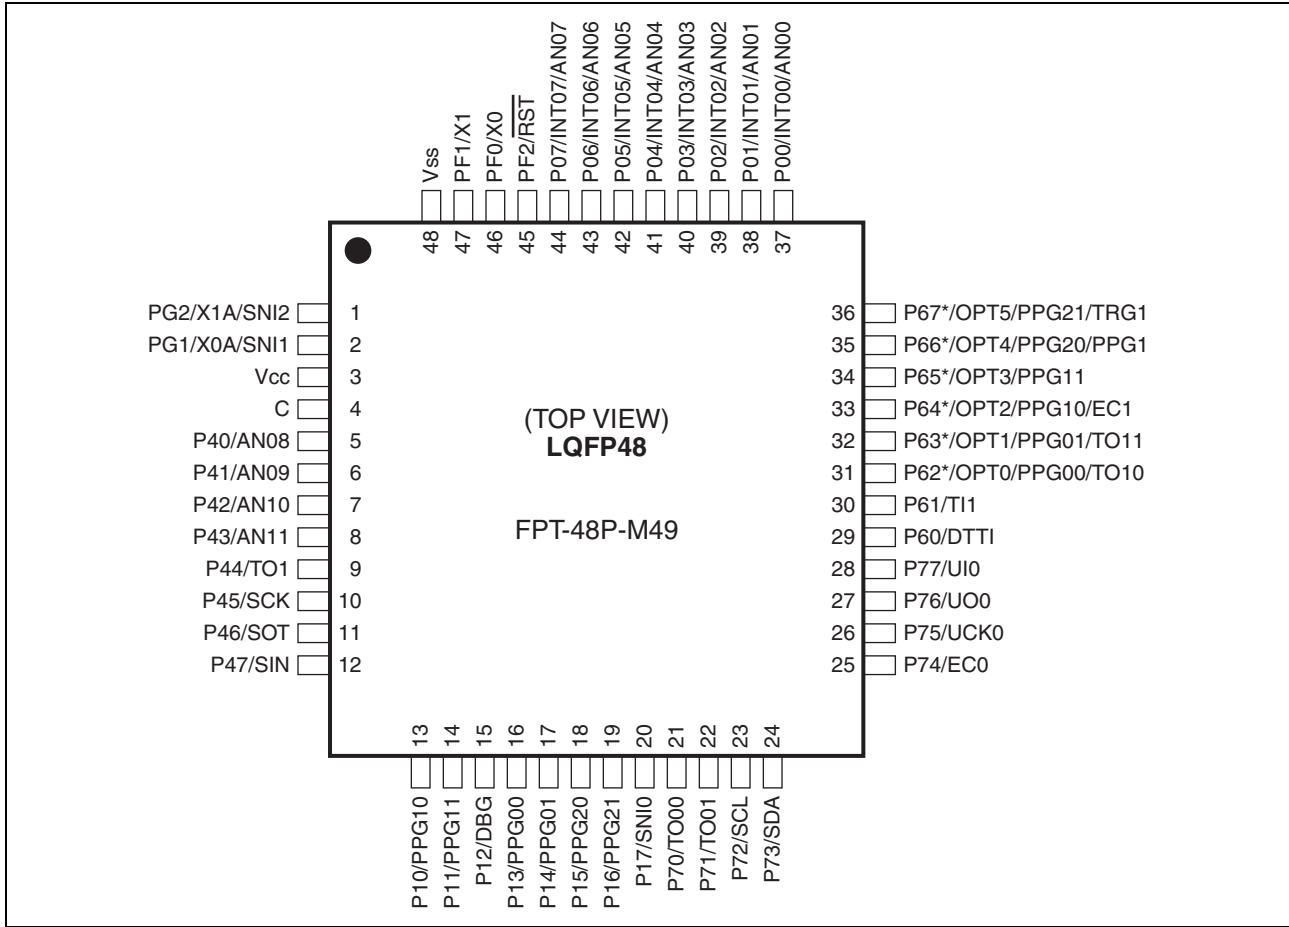 Vss
PF1/X1
PF0/X0
PF2/RST
P07/INT07/AN07
P06/INT06/AN06
P05/INT05/AN05
P04/INT04/AN04
P03/INT03/AN03
P02/INT02/AN02
P01/INT01/AN01
P00/INT00/AN00
48
47
46
45
44
43
42
41
40
39
38
37
PG2/X1A/SNI2 1
PG1/X0A/SNI1 2
Vcc 3
C 4
P40/AN08 5
P41/AN09 6
P42/AN10 7
P43/AN11 8
P44/TO1 9
P45/SCK 10
P46/SOT 11
P47/SIN 12
(TOP VIEW)
LQFP48
FPT-48P-M49
36 P67*/OPT5/PPG21/TRG1
35 P66*/OPT4/PPG20/PPG1
34 P65*/OPT3/PPG11
33 P64*/OPT2/PPG10/EC1
32 P63*/OPT1/PPG01/TO11
31 P62*/OPT0/PPG00/TO10
30 P61/TI1
29 P60/DTTI
28 P77/UI0
27 P76/UO0
26 P75/UCK0
25 P74/EC0
13
14
15
16
17
18
19
20
21
22
23
24
P10/PPG10
P11/PPG11
P12/DBG
P13/PPG00
P14/PPG01
P15/PPG20
P16/PPG21
P17/SNI0
P70/TO00
P71/TO01
P72/SCL
P73/SDA